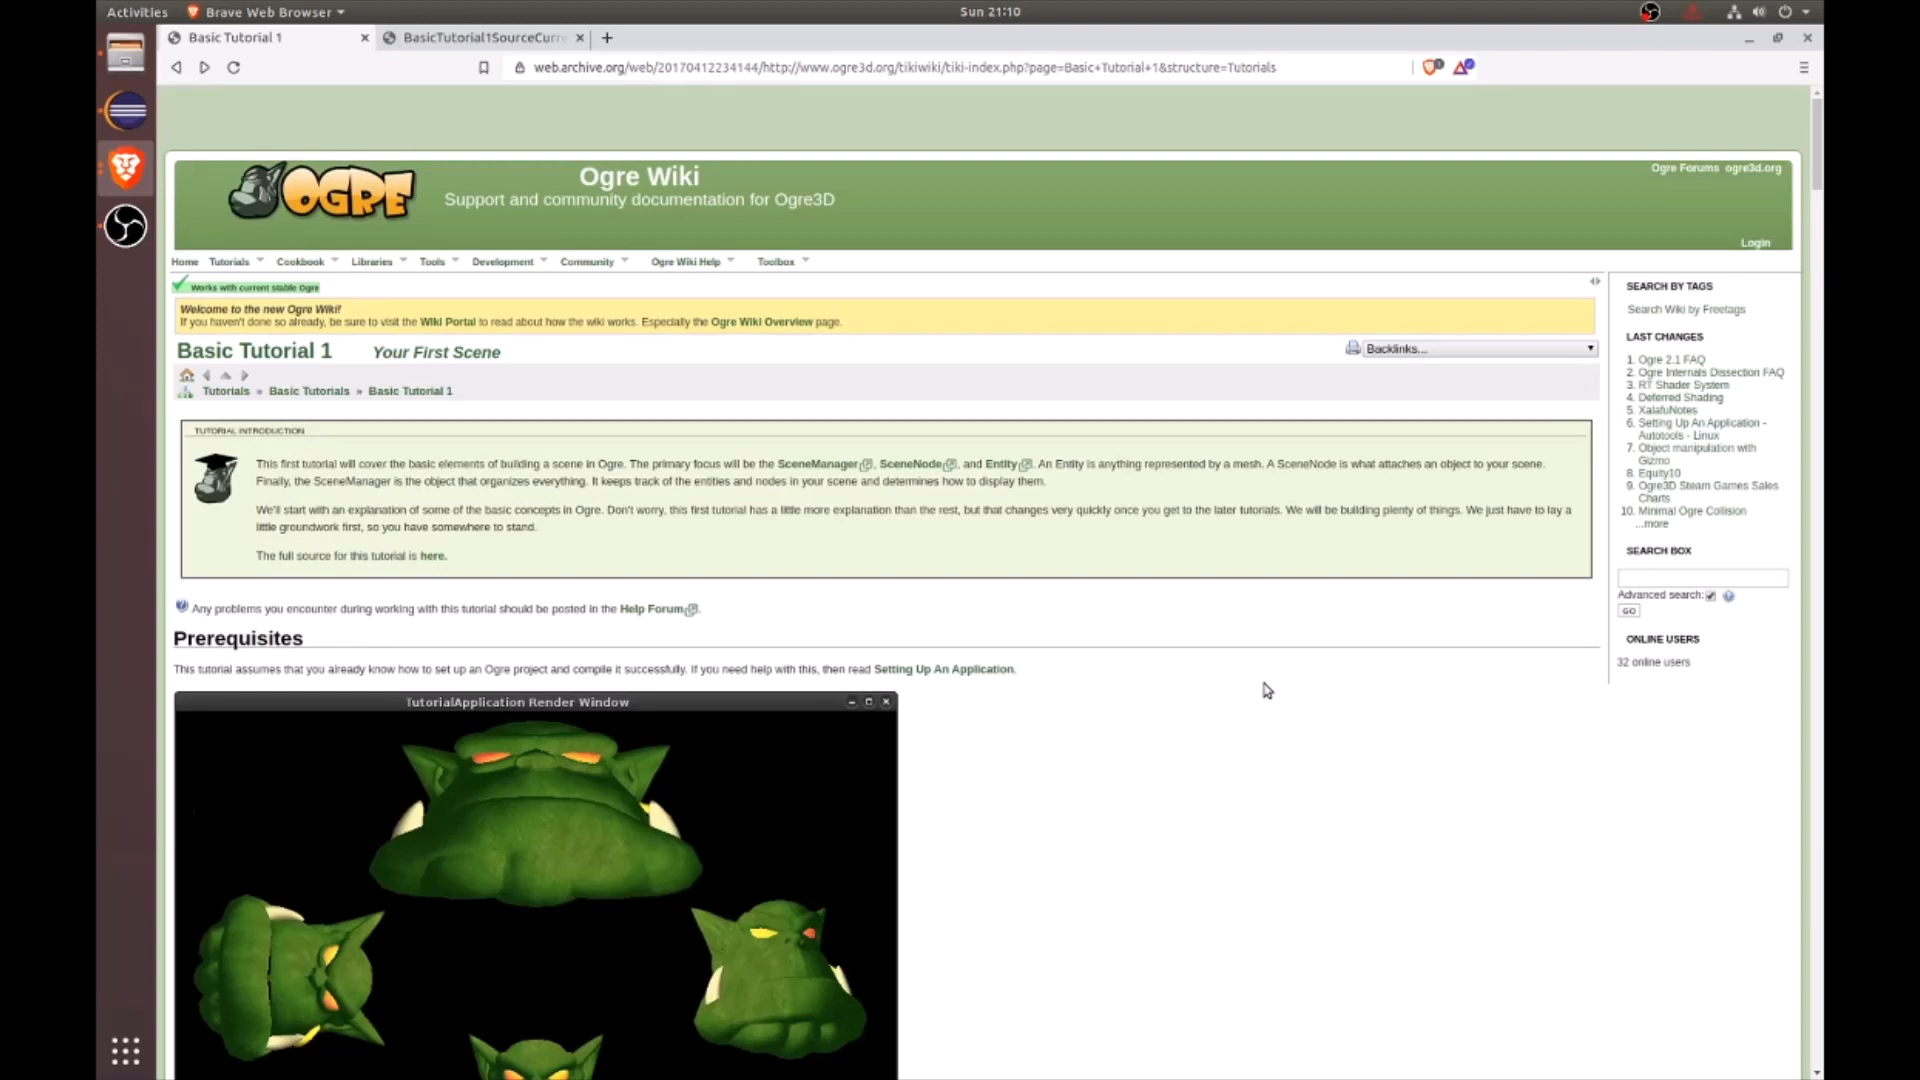 Activities
Brave Web Browser
Sun 21:10
Basic Tutorial 1
BasicTutorial1SourceCurr
web.archive.org/web/20170412234144/http://www.ogre3d.org/tikiwiki/tiki-index.php?page=Basic+Tutorial+1&structure=Tutorials
OGRE
Ogre Wiki
Support and community documentation for Ogre3D
Ogre Forums ogre3d.org
Login
Home Tutorials Cookbook Libraries Tools Development Community Ogre Wiki Help Toolbox
Works with current stable Ogre
Welcome to the new Ogre Wiki!
If you haven't done so already, be sure to visit the Wiki Portal to read about how the wiki works. Especially the Ogre Wiki Overview page.
Basic Tutorial 1 Your First Scene
Backlinks...
Tutorials » Basic Tutorials » Basic Tutorial 1
TUTORIAL INTRODUCTION
This first tutorial will cover the basic elements of building a scene in Ogre. The primary focus will be the SceneManager, SceneNode, and Entity. An Entity is anything represented by a mesh. A SceneNode is what attaches an object to your scene.
Finally, the SceneManager is the object that organizes everything. It keeps track of the entities and nodes in your scene and determines how to display them.
We'll start with an explanation of some of the basic concepts in Ogre. Don't worry, this first tutorial has a little more explanation than the rest, but that changes very quickly once you get to the later tutorials. We will be building plenty of things. We just have to lay a
little groundwork first, so you have somewhere to stand.
The full source for this tutorial is here.
Any problems you encounter during working with this tutorial should be posted in the Help Forum.
Prerequisites
This tutorial assumes that you already know how to set up an Ogre project and compile it successfully. If you need help with this, then read Setting Up An Application.
TutorialApplication Render Window
SEARCH BY TAGS
Search Wiki by Freetags
LAST CHANGES
1. Ogre 2.1 FAQ
2. Ogre Internals Dissection FAQ
3. RT Shader System
4. Deferred Shading
5. XalafuNotes
6. Setting Up An Application -
Autotools - Linux
7. Object manipulation with
Gizmo
8. Equity10
9. Ogre3D Steam Games Sales
Charts
10. Minimal Ogre Collision
...more
SEARCH BOX
Advanced search:
GO
ONLINE USERS
32 online users